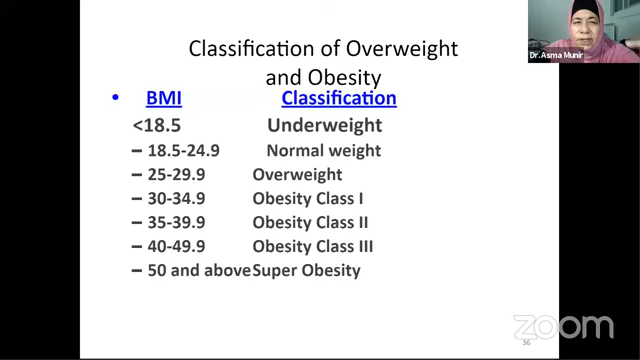 Classification of Overweight
and Obesity
• BMI Classification
<18.5 Underweight
– 18.5-24.9 Normal weight
– 25-29.9 Overweight
– 30-34.9 Obesity Class I
– 35-39.9 Obesity Class II
– 40-49.9 Obesity Class III
– 50 and above Super Obesity
Dr. Asma Munir
zoom
36